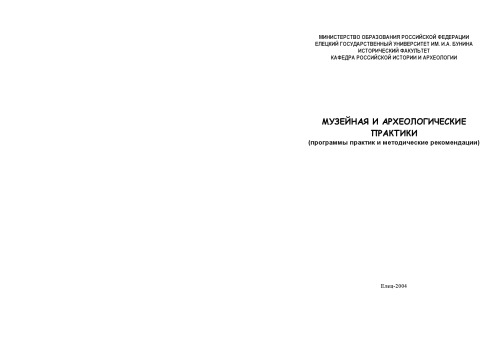 МИНИСТЕРСТВО ОБРАЗОВАНИЯ РОССИЙСКОЙ ФЕДЕРАЦИИ
ЕЛЕЦКИЙ ГОСУДАРСТВЕННЫЙ УНИВЕРСИТЕТ ИМ. И.А. БУНИНА
ИСТОРИЧЕСКИЙ ФАКУЛЬТЕТ
КАФЕДРА РОССИЙСКОЙ ИСТОРИИ И АРХЕОЛОГИИ
МУЗЕЙНАЯ И АРХЕОЛОГИЧЕСКИЕ
ПРАКТИКИ
(программы практик и методические рекомендации)
Елец-2004